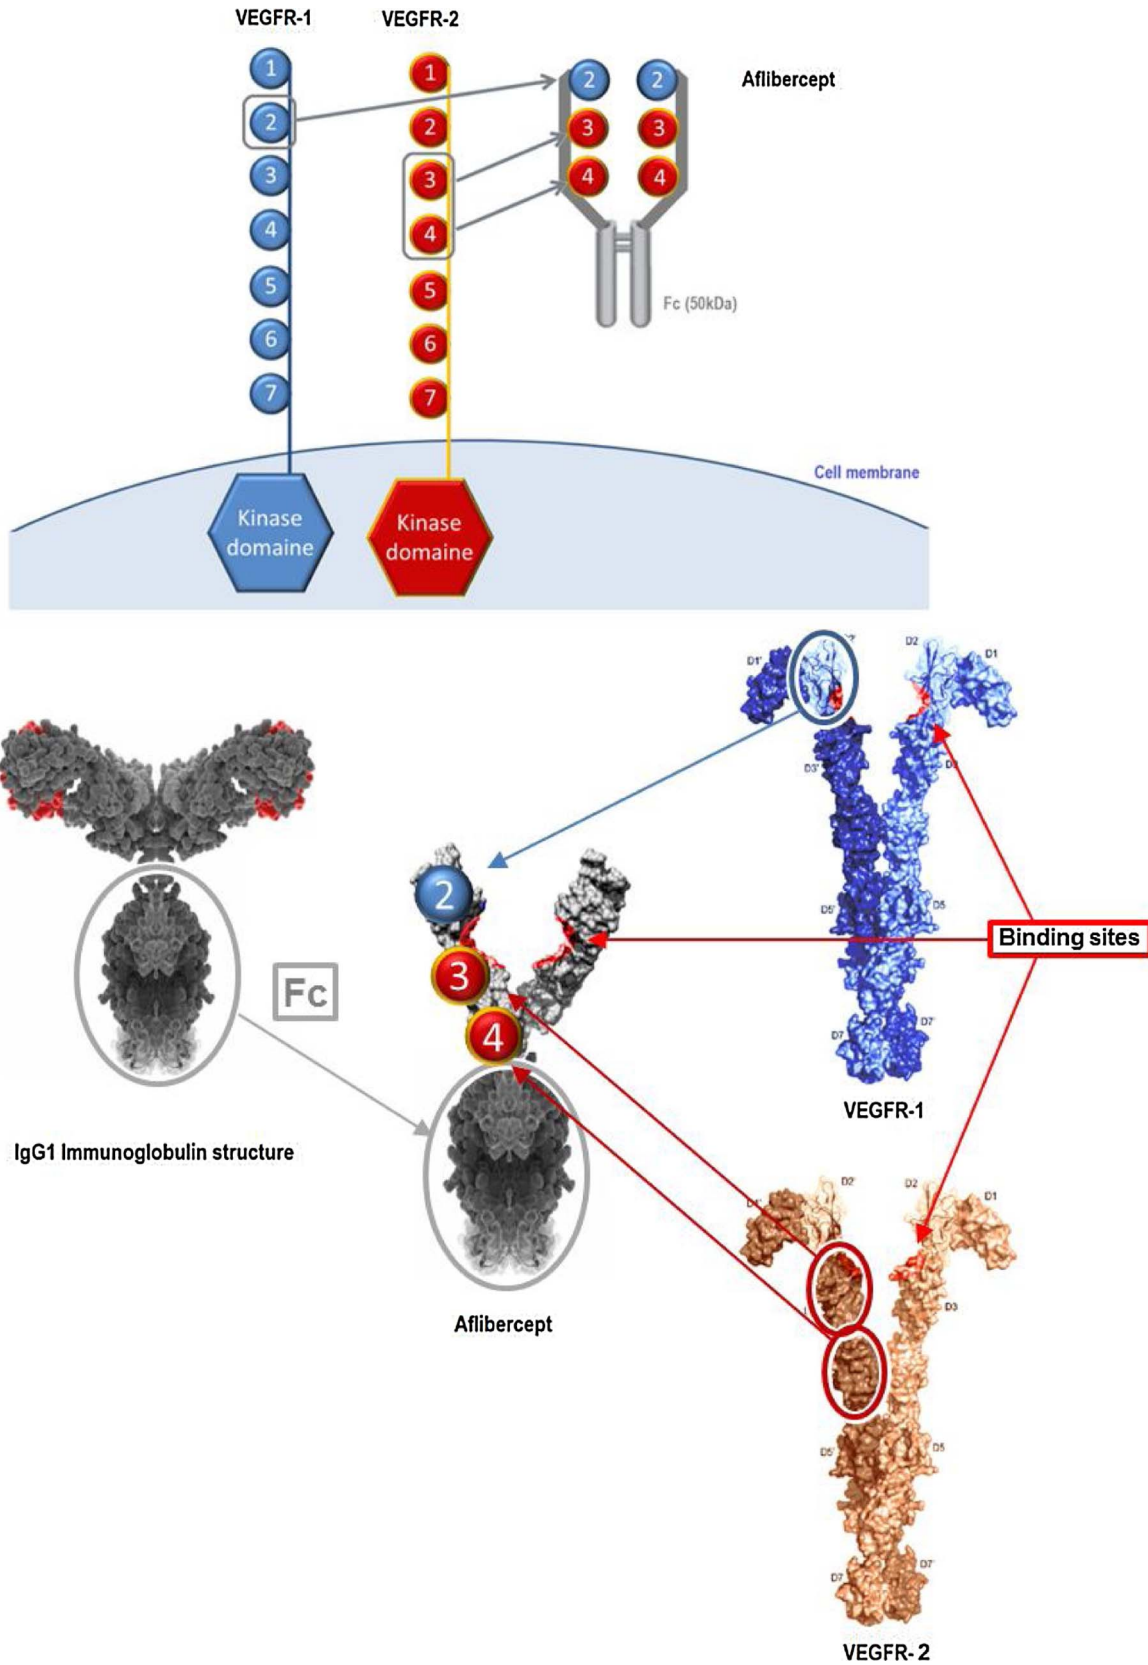 VEGFR-1
VEGFR-2
Aflibercept
1
2
3
4
5
6
7
1
2
3
4
5
6
7
2
2
3
3
4
4
Fc (50kDa)
Cell membrane
Kinase
domaine
Kinase
domaine
D1'
D2
D1
D3'
D5'
D5
D7
D7'
VEGFR-1
Binding sites
2
3
4
Fc
IgG1 Immunoglobulin structure
Aflibercept
D2'
D2
D1
D3
D5'
D5
D7
D7'
VEGFR- 2